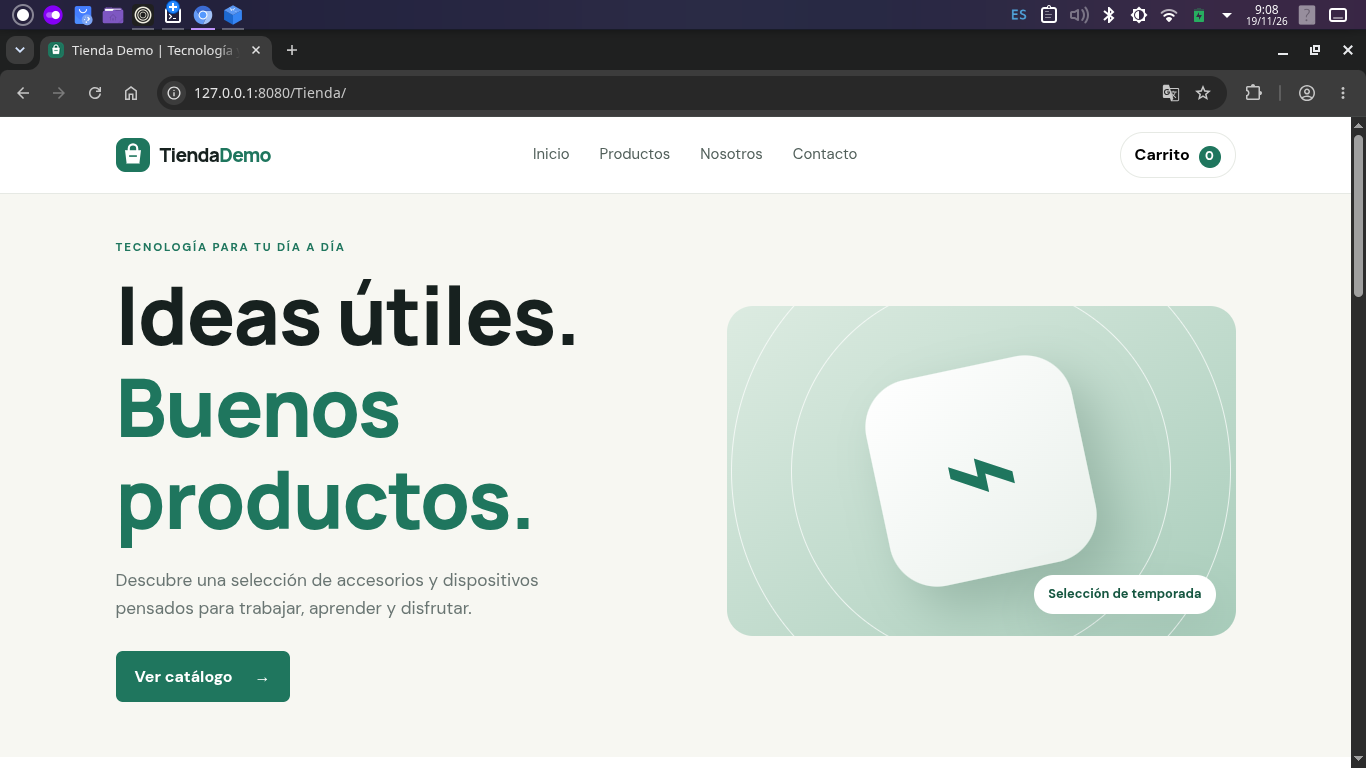 ES
9:08
19/11/26
Tienda Demo | Tecnología
127.0.0.1:8080/Tienda/
TiendaDemo
Inicio
Productos
Nosotros
Contacto
Carrito 0
TECNOLOGÍA PARA TU DÍA A DÍA
Ideas útiles.
Buenos
productos.
Descubre una selección de accesorios y dispositivos
pensados para trabajar, aprender y disfrutar.
Ver catálogo →
Selección de temporada